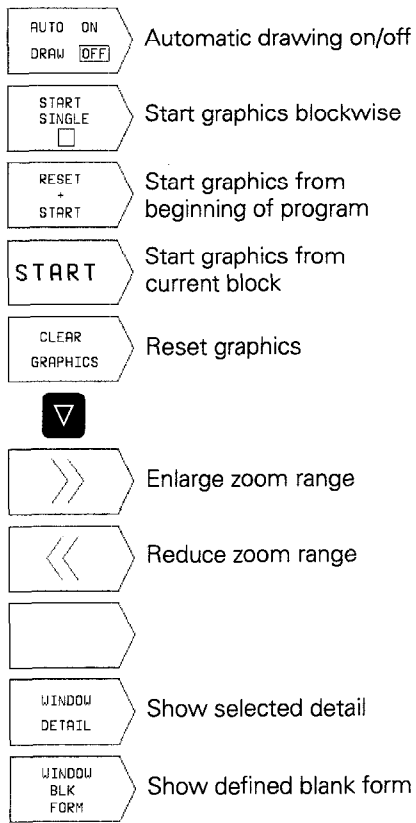 AUTO ON
DRAW OFF
Automatic drawing on/off
START
SINGLE
Start graphics blockwise
RESET
+
START
Start graphics from
beginning of program
START
Start graphics from
current block
CLEAR
GRAPHICS
Reset graphics
Enlarge zoom range
Reduce zoom range
WINDOW
DETAIL
Show selected detail
WINDOW
BLK
FORM
Show defined blank form